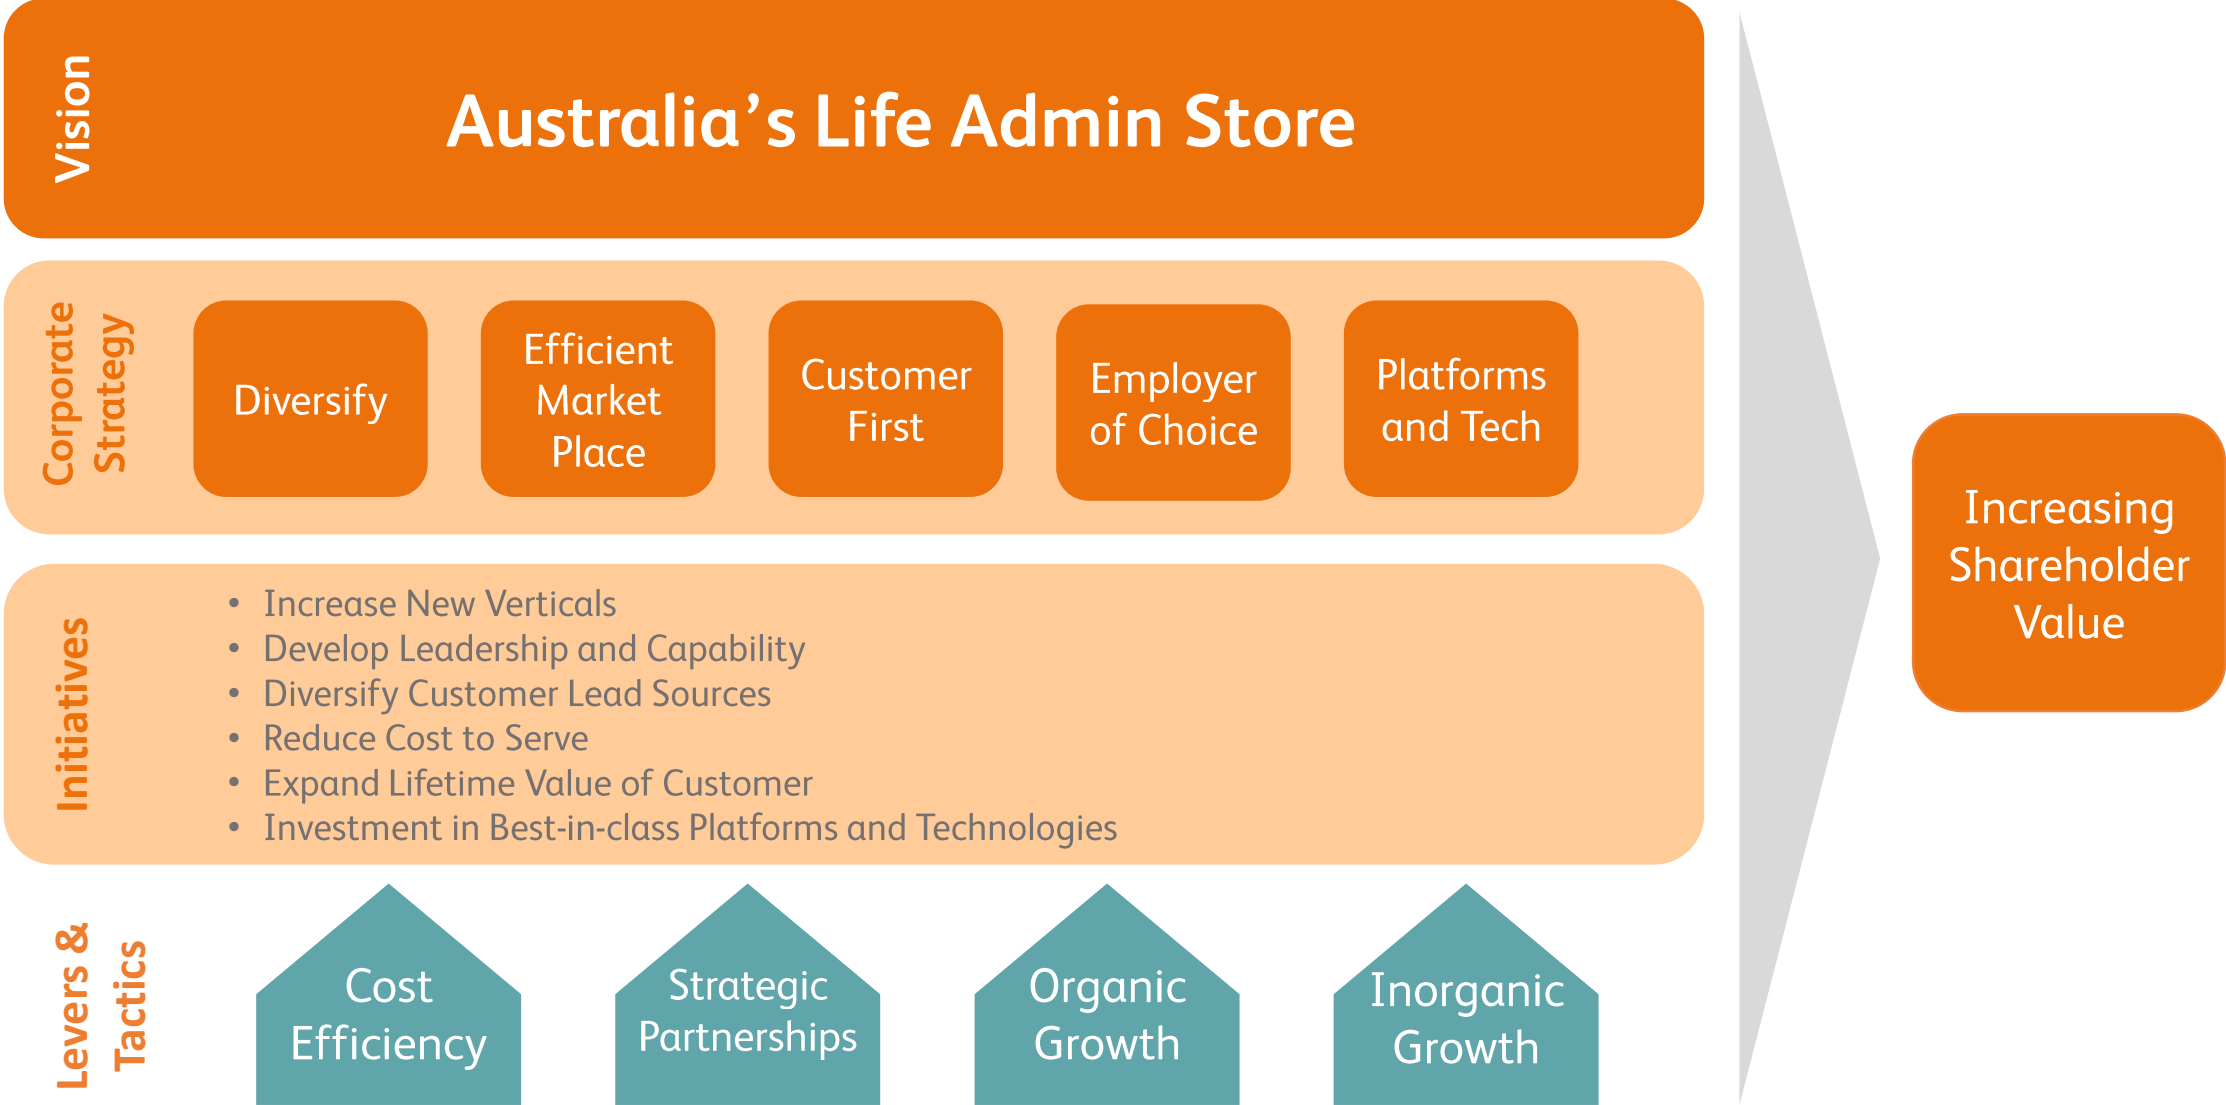 Vision
Australia’s Life Admin Store
Corporate
Strategy
Diversify
Efficient
Market
Place
Customer
First
Employer
of Choice
Platforms
and Tech
Initiatives
• Increase New Verticals
• Develop Leadership and Capability
• Diversify Customer Lead Sources
• Reduce Cost to Serve
• Expand Lifetime Value of Customer
• Investment in Best-in-class Platforms and Technologies
Levers &
Tactics
Cost
Efficiency
Strategic
Partnerships
Organic
Growth
Inorganic
Growth
Increasing
Shareholder
Value